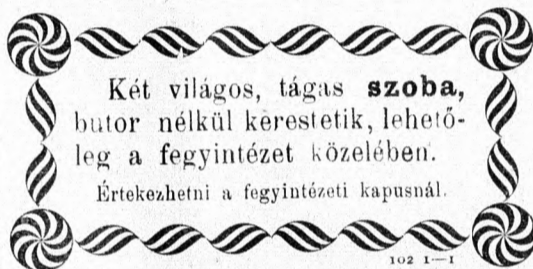 Két világos, tágas szoba,
butor nélkül kerestetik, lehető-
leg a fegyintézet közelében.
Értekezhetni a fegyintézeti kapusnál.
102 1—1